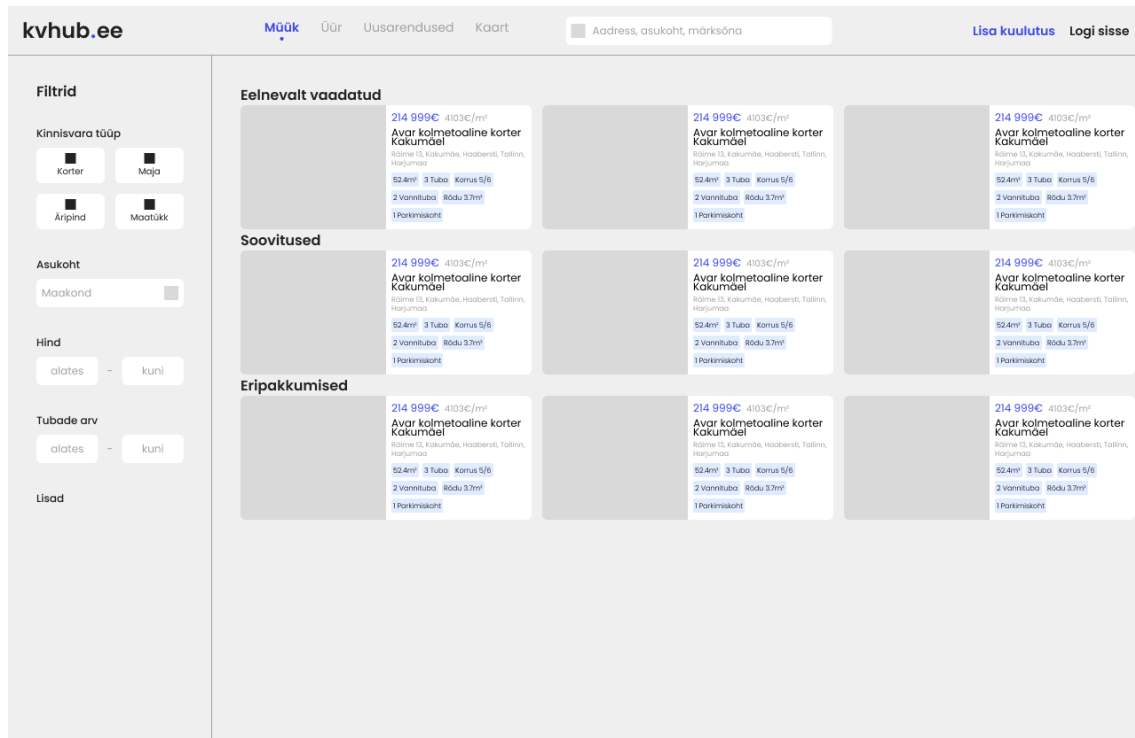 kvhub.ee
Müük Üür Uusarendused Kaart
Aadress, asukoht, märksõna
Lisa kuulutus Logi sisse
Filtrid
Kinnisvara tüüp
Korter Maja
Äripind Maatükk
Asukoht
Maakond
Hind
alates - kuni
Tubade arv
alates - kuni
Lisad
Eelnevalt vaadatud
214 999€ 4103€/m²
Avar kolmetoaline korter
Kakumäel
Räime 13, Kakumäe, Haabersti, Tallinn,
Harjumaa
52.4m² 3 Tuba Korrus 5/6
2 Vannituba Rõdu 3.7m²
1 Parkimiskoht
214 999€ 4103€/m²
Avar kolmetoaline korter
Kakumäel
Räime 13, Kakumäe, Haabersti, Tallinn,
Harjumaa
52.4m² 3 Tuba Korrus 5/6
2 Vannituba Rõdu 3.7m²
1 Parkimiskoht
214 999€ 4103€/m²
Avar kolmetoaline korter
Kakumäel
Räime 13, Kakumäe, Haabersti, Tallinn,
Harjumaa
52.4m² 3 Tuba Korrus 5/6
2 Vannituba Rõdu 3.7m²
1 Parkimiskoht
Soovitused
214 999€ 4103€/m²
Avar kolmetoaline korter
Kakumäel
Räime 13, Kakumäe, Haabersti, Tallinn,
Harjumaa
52.4m² 3 Tuba Korrus 5/6
2 Vannituba Rõdu 3.7m²
1 Parkimiskoht
214 999€ 4103€/m²
Avar kolmetoaline korter
Kakumäel
Räime 13, Kakumäe, Haabersti, Tallinn,
Harjumaa
52.4m² 3 Tuba Korrus 5/6
2 Vannituba Rõdu 3.7m²
1 Parkimiskoht
214 999€ 4103€/m²
Avar kolmetoaline korter
Kakumäel
Räime 13, Kakumäe, Haabersti, Tallinn,
Harjumaa
52.4m² 3 Tuba Korrus 5/6
2 Vannituba Rõdu 3.7m²
1 Parkimiskoht
Eripakkumised
214 999€ 4103€/m²
Avar kolmetoaline korter
Kakumäel
Räime 13, Kakumäe, Haabersti, Tallinn,
Harjumaa
52.4m² 3 Tuba Korrus 5/6
2 Vannituba Rõdu 3.7m²
1 Parkimiskoht
214 999€ 4103€/m²
Avar kolmetoaline korter
Kakumäel
Räime 13, Kakumäe, Haabersti, Tallinn,
Harjumaa
52.4m² 3 Tuba Korrus 5/6
2 Vannituba Rõdu 3.7m²
1 Parkimiskoht
214 999€ 4103€/m²
Avar kolmetoaline korter
Kakumäel
Räime 13, Kakumäe, Haabersti, Tallinn,
Harjumaa
52.4m² 3 Tuba Korrus 5/6
2 Vannituba Rõdu 3.7m²
1 Parkimiskoht